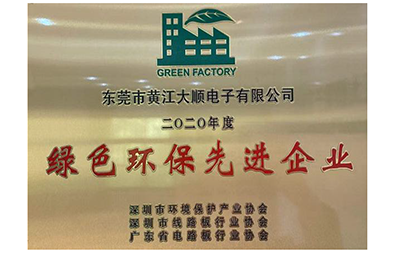 GREEN FACTORY
东莞市黄江大顺电子有限公司
二〇二〇年度
绿色环保先进企业
深圳市环境保护产业协会
深圳市线路板行业协会
广东省电路板行业协会